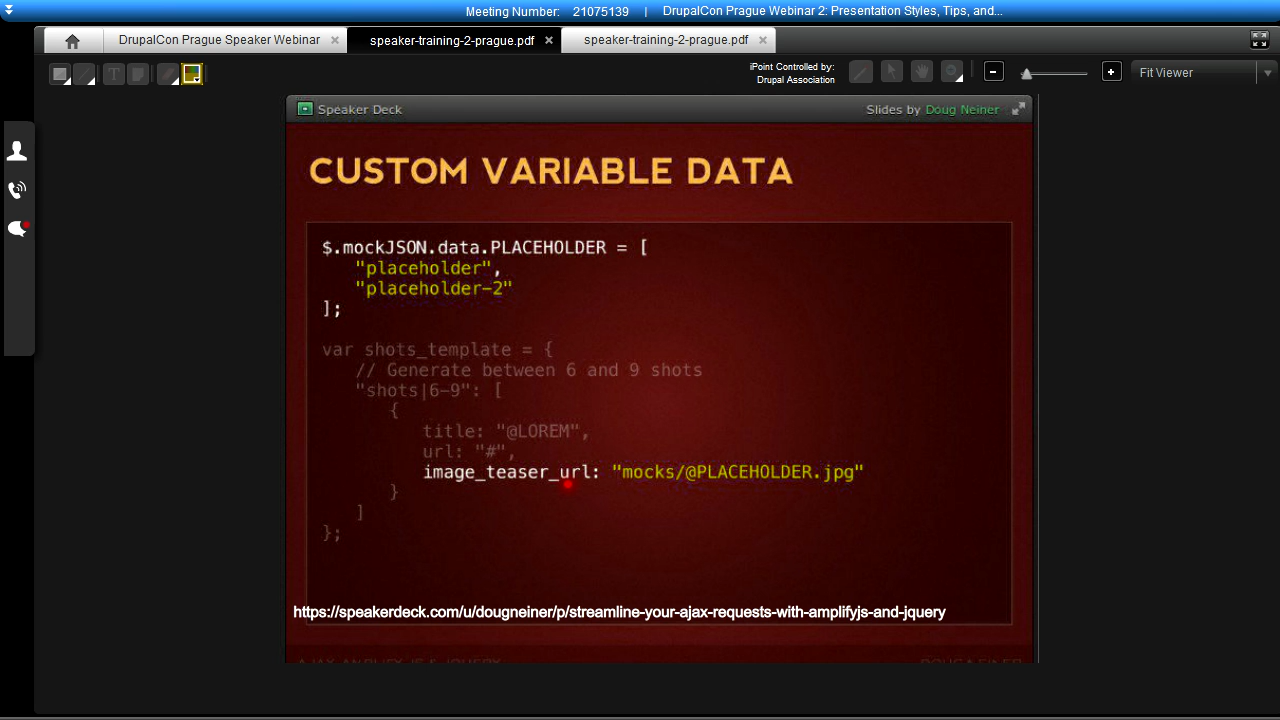 Meeting Number: 21075139 | DrupalCon Prague Webinar 2: Presentation Styles, Tips, and...
DrupalCon Prague Speaker Webinar
speaker-training-2-prague.pdf
speaker-training-2-prague.pdf
iPoint Controlled by:
Drupal Association
Fit Viewer
Speaker Deck
Slides by Doug Neiner
CUSTOM VARIABLE DATA
$.mockJSON.data.PLACEHOLDER = [
"placeholder",
"placeholder-2"
];
var shots_template = {
// Generate between 6 and 9 shots
"shots|6-9": [
{
title: "@LOREM",
url: "#",
image_teaser_url: "mocks/@PLACEHOLDER.jpg"
}
]
};
https://speakerdeck.com/u/dougneiner/p/streamline-your-ajax-requests-with-amplifyjs-and-jquery